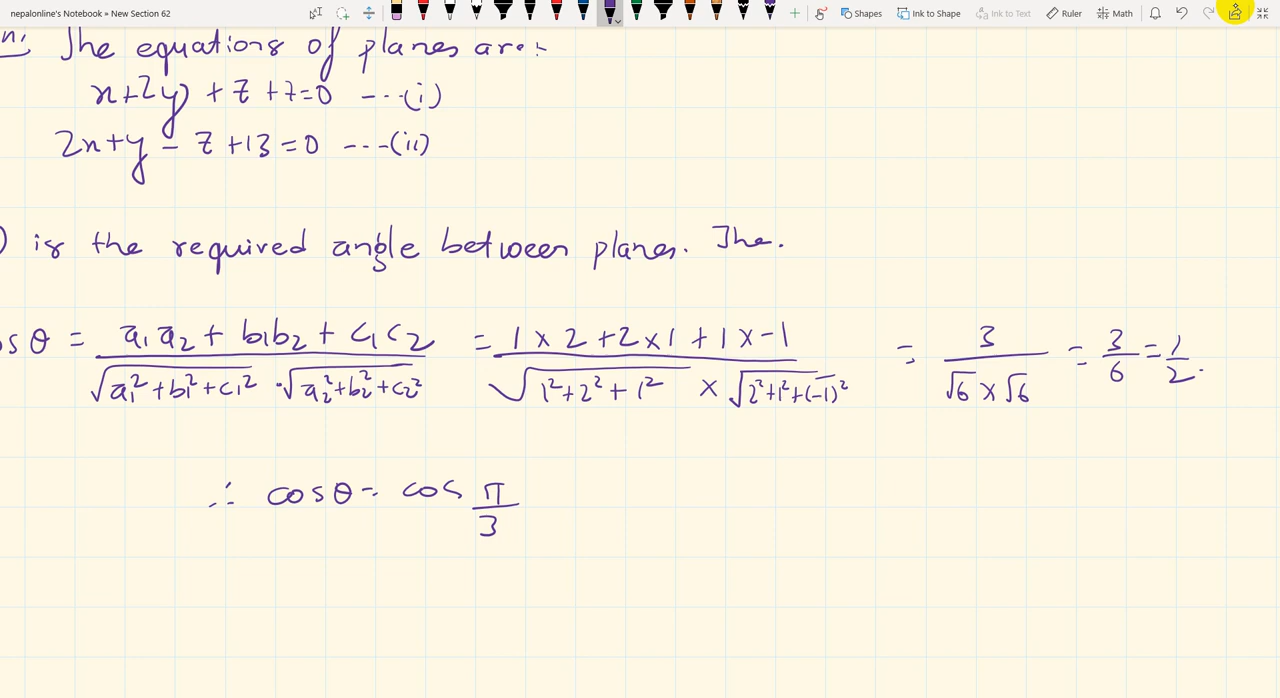 nepalonline's Notebook » New Section 62
Shapes Ink to Shape Ink to Text Ruler Math
n: The equations of planes are:-
x+2y+z+7=0 ---(i)
2x+y-z+13=0 ---(ii)
) is the required angle between planes. The.
os θ = (a₁a₂ + b₁b₂ + c₁c₂)/(√(a₁²+b₁²+c₁²) · √(a₂²+b₂²+c₂²)) = (1×2+2×1+1×-1)/(√(1²+2²+1²) × √(2²+1²+(-1)²)) = 3/(√6×√6) = 3/6 = 1/2.
∴ cosθ = cos π/3